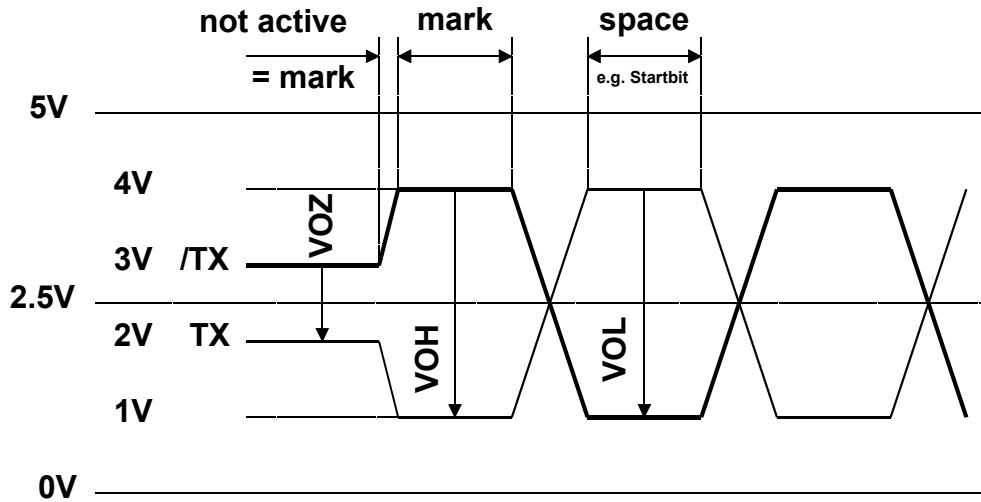 not active mark space
= mark e.g. Startbit
5V
4V
VOZ
3V /TX
2.5V
2V TX
VOH VOL
1V
0V